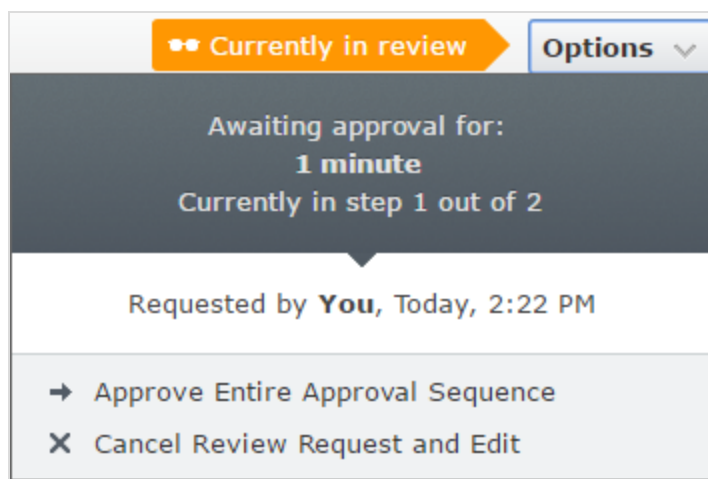 Currently in review
Options
Awaiting approval for:
1 minute
Currently in step 1 out of 2
Requested by You, Today, 2:22 PM
Approve Entire Approval Sequence
Cancel Review Request and Edit